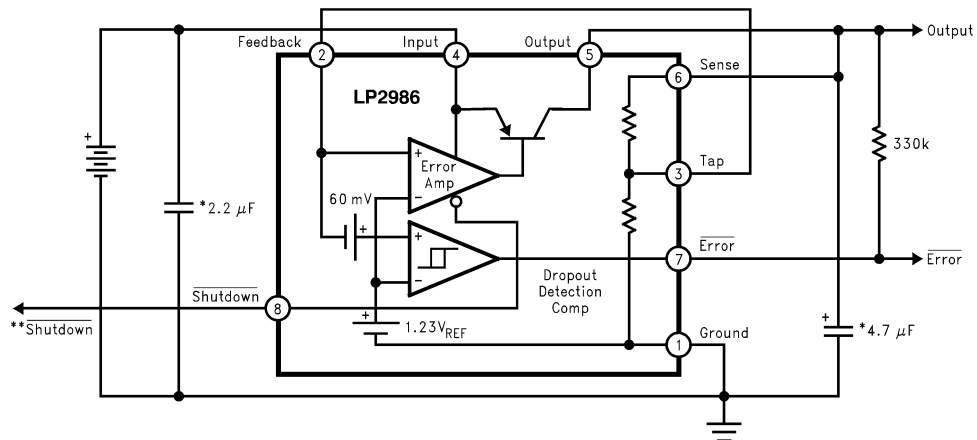 Feedback
Input
Output
Output
2
4
5
6
Sense
LP2986
+
330k
+
Error
Amp
-
3
Tap
60 mV
*2.2 µF
+
+
-
Error
7
Error
Dropout
Detection
Comp
Shutdown
8
**Shutdown
+
1.23VREF
+
*4.7 µF
Ground
1